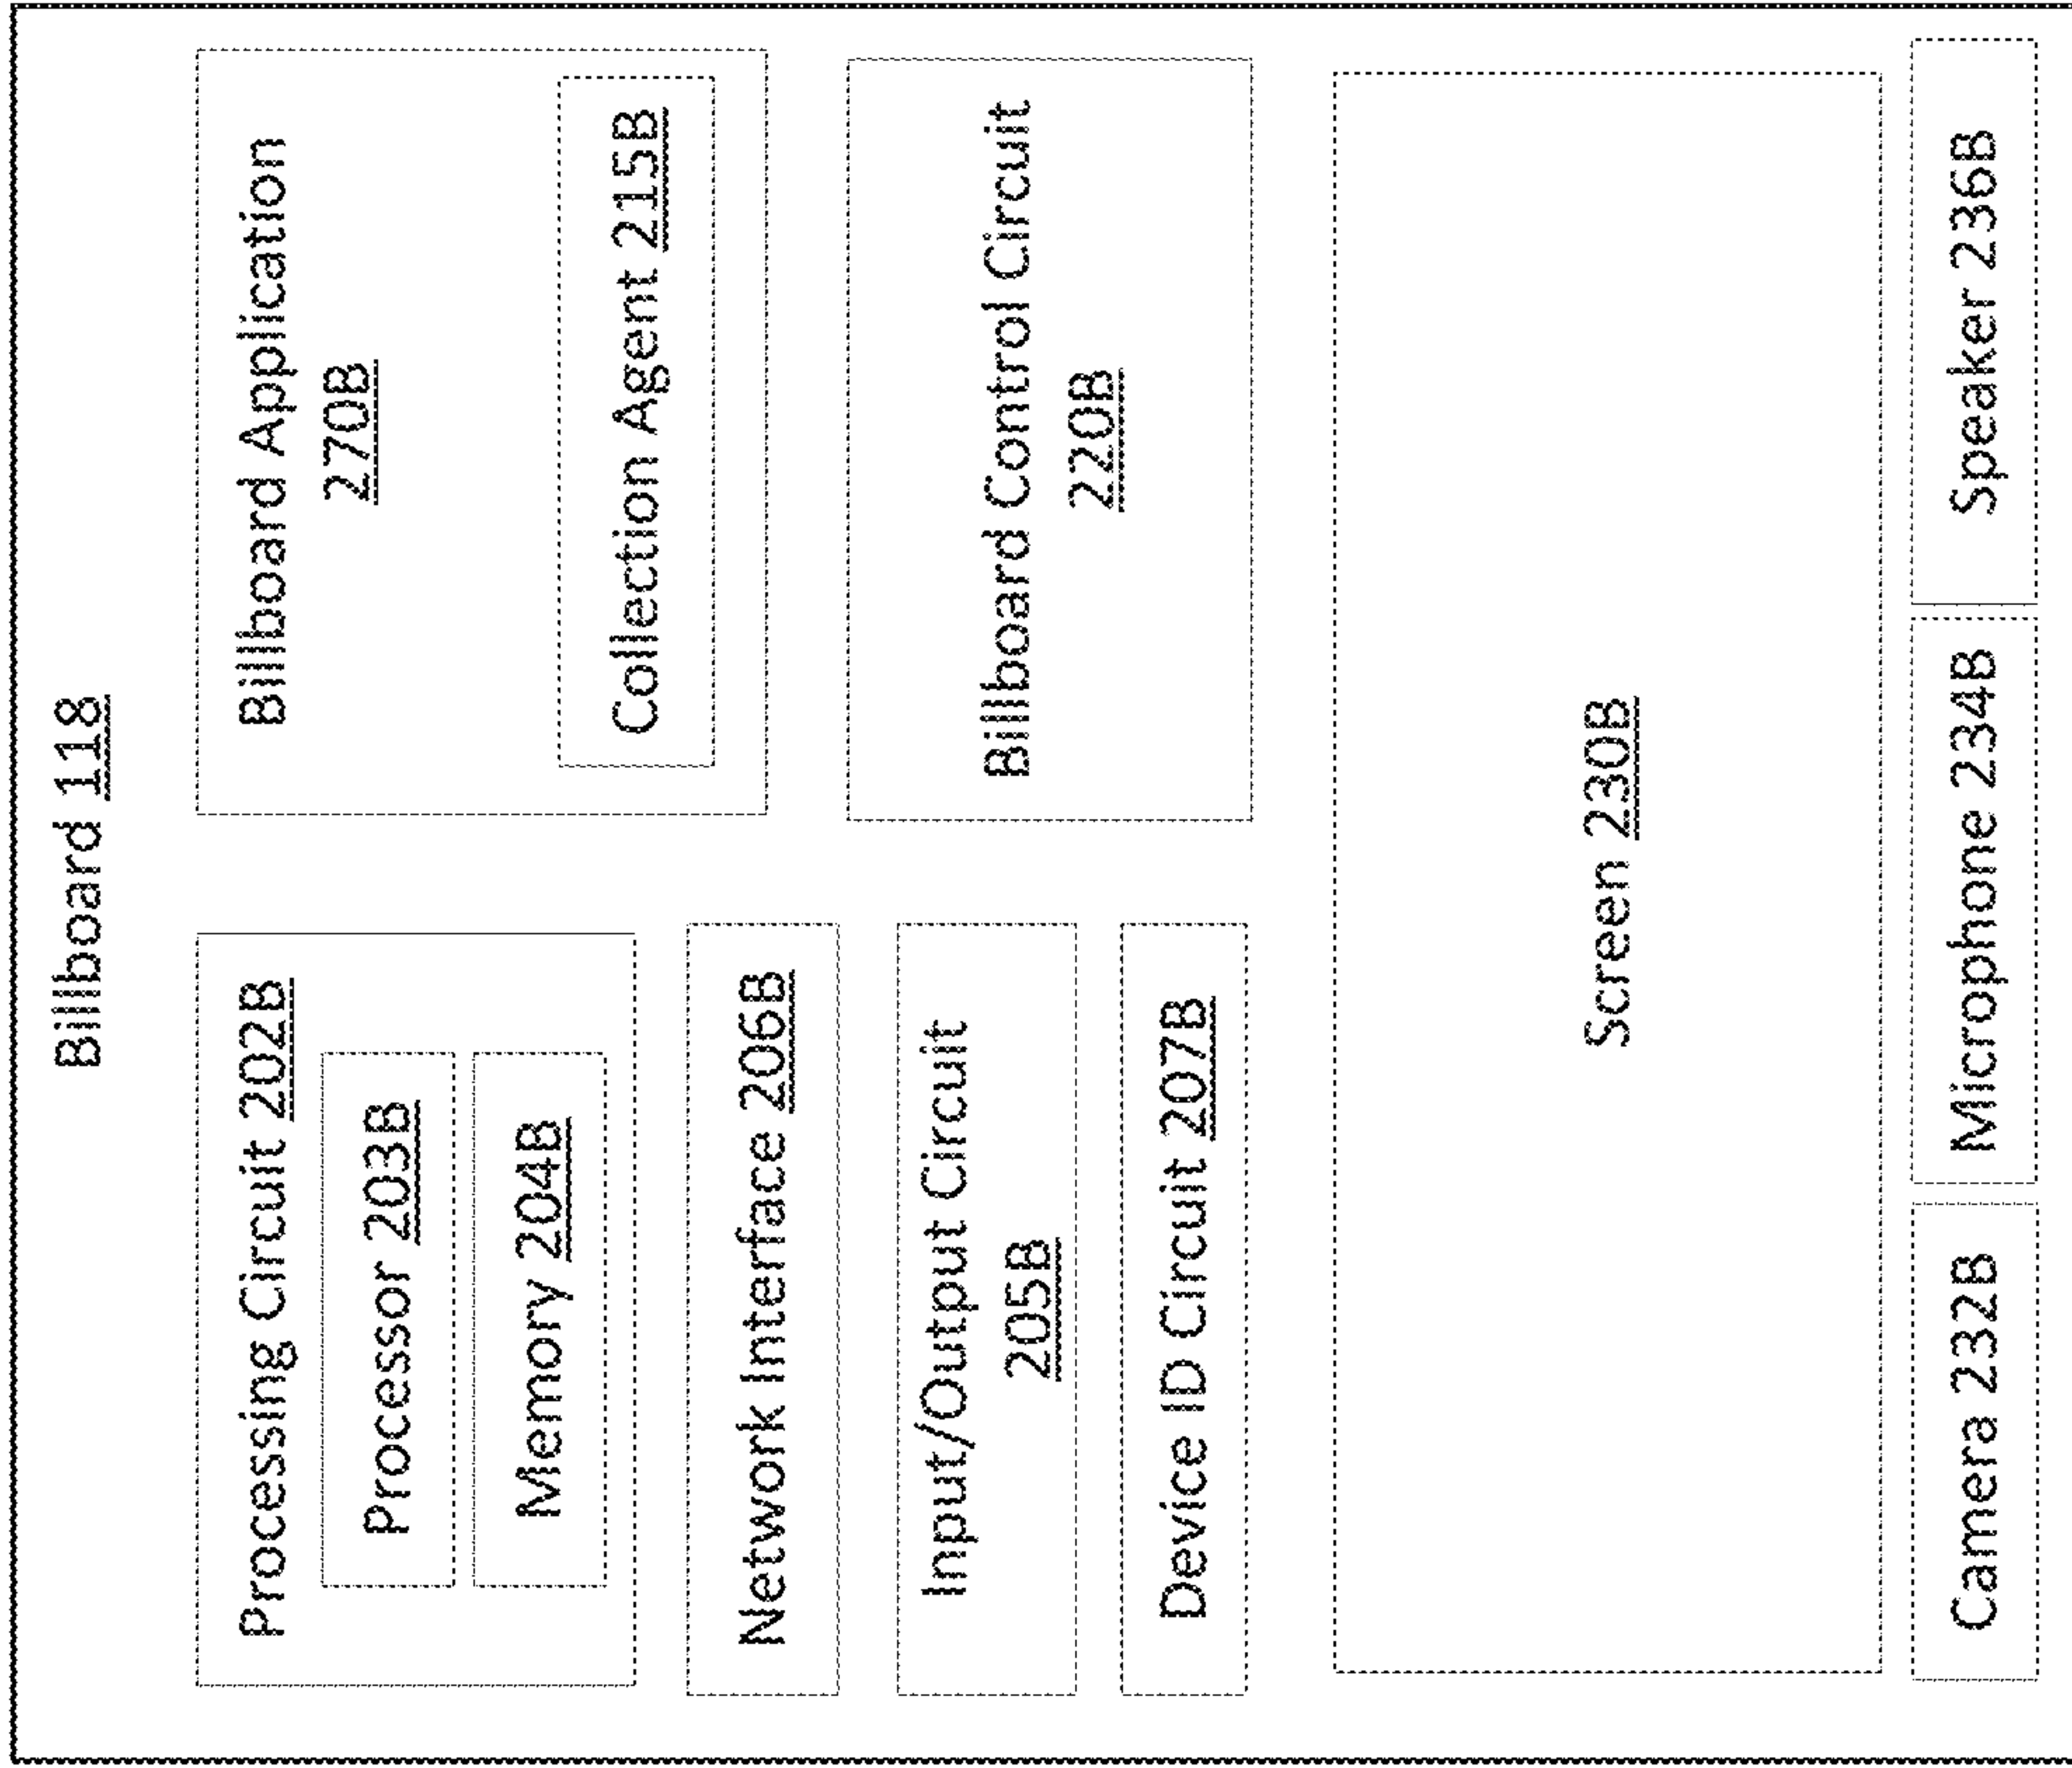 Billboard 118
Processing Circuit 202B
Processor 203B
Memory 204B
Network Interface 206B
Input/Output Circuit
205B
Device ID Circuit 207B
Billboard Application
270B
Collection Agent 215B
Billboard Control Circuit
220B
Screen 230B
Camera 232B
Microphone 234B
Speaker 236B